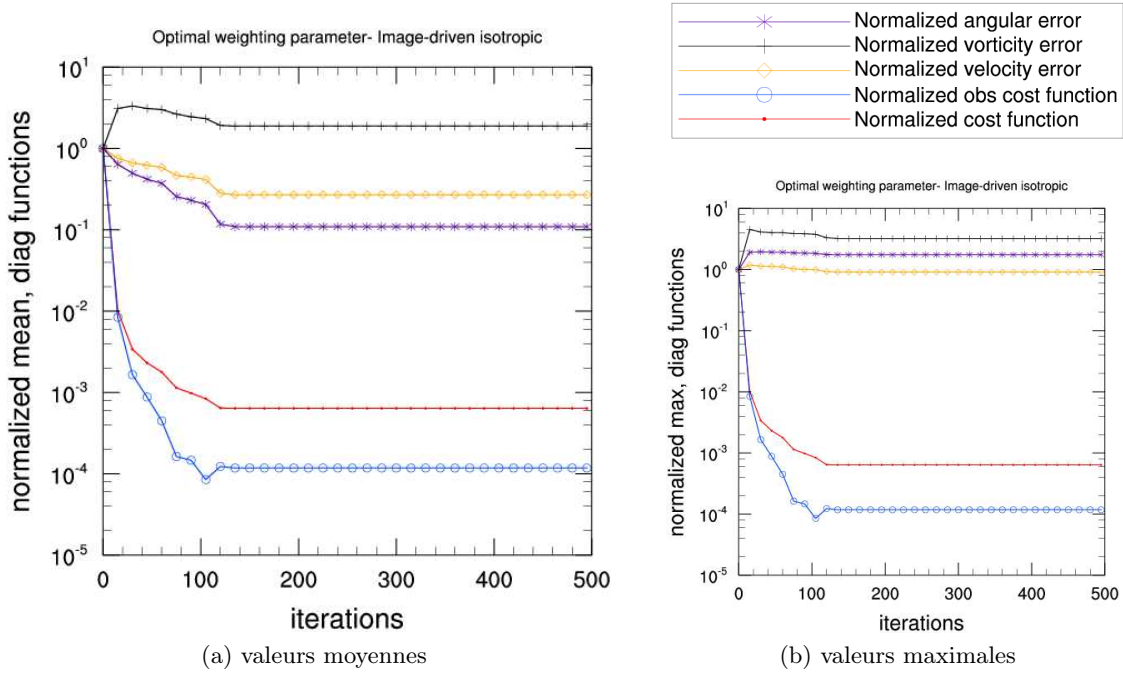 Optimal weighting parameter- Image-driven isotropic
normalized mean, diag functions
10^1
10^0
10^-1
10^-2
10^-3
10^-4
10^-5
0 100 200 300 400 500
iterations
(a) valeurs moyennes
Normalized angular error
Normalized vorticity error
Normalized velocity error
Normalized obs cost function
Normalized cost function
Optimal weighting parameter- Image-driven isotropic
normalized max, diag functions
10^1
10^0
10^-1
10^-2
10^-3
10^-4
10^-5
0 100 200 300 400 500
iterations
(b) valeurs maximales